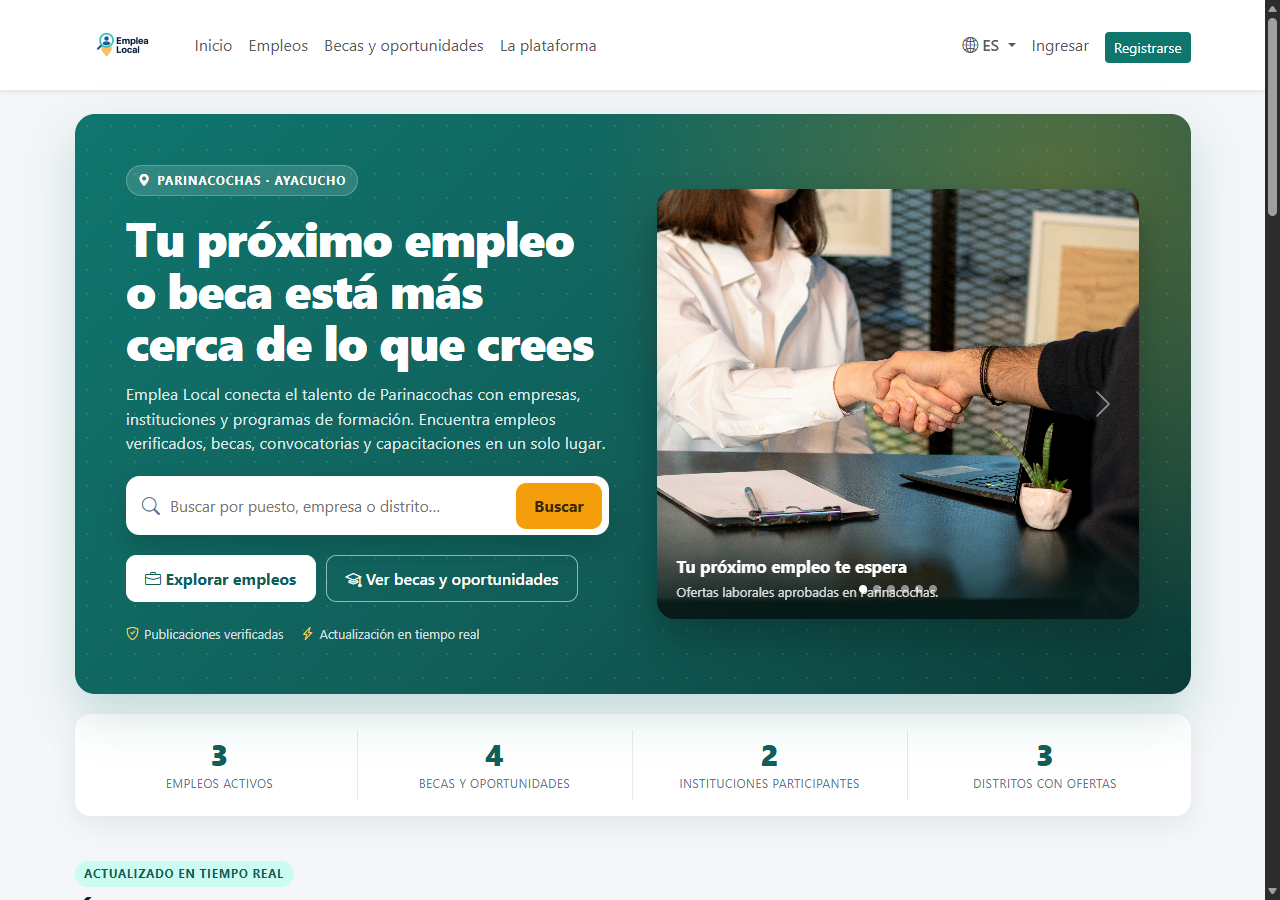 Emplea
Local
Inicio
Empleos
Becas y oportunidades
La plataforma
ES
Ingresar
Registrarse
PARINACOCHAS · AYACUCHO
Tu próximo empleo
o beca está más
cerca de lo que crees
Emplea Local conecta el talento de Parinacochas con empresas,
instituciones y programas de formación. Encuentra empleos
verificados, becas, convocatorias y capacitaciones en un solo lugar.
Buscar por puesto, empresa o distrito...
Buscar
Explorar empleos
Ver becas y oportunidades
Publicaciones verificadas
Actualización en tiempo real
Tu próximo empleo te espera
Ofertas laborales aprobadas en Parinacochas.
3
EMPLEOS ACTIVOS
4
BECAS Y OPORTUNIDADES
2
INSTITUCIONES PARTICIPANTES
3
DISTRITOS CON OFERTAS
ACTUALIZADO EN TIEMPO REAL